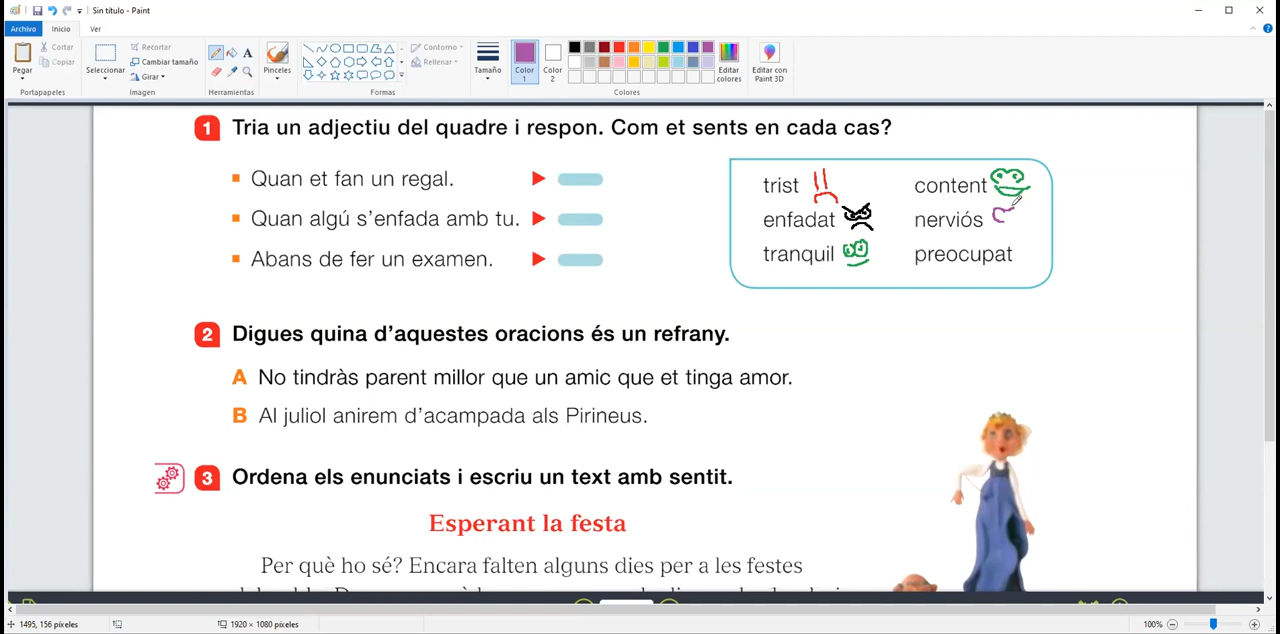 Sin título - Paint
Archivo Inicio Ver
Pegar
Cortar
Copiar
Portapapeles
Seleccionar
Recortar
Cambiar tamaño
Girar
Imagen
Herramientas
Pinceles
Contorno
Rellenar
Formas
Tamaño
Color 1
Color 2
Editar colores
Editar con Paint 3D
Colores
1 Tria un adjectiu del quadre i respon. Com et sents en cada cas?
Quan et fan un regal.
Quan algú s'enfada amb tu.
Abans de fer un examen.
trist content
enfadat nerviós
tranquil preocupat
2 Digues quina d'aquestes oracions és un refrany.
A No tindràs parent millor que un amic que et tinga amor.
B Al juliol anirem d'acampada als Pirineus.
3 Ordena els enunciats i escriu un text amb sentit.
Esperant la festa
Per què ho sé? Encara falten alguns dies per a les festes
1495, 156 píxeles 1920 × 1080 píxeles 100%